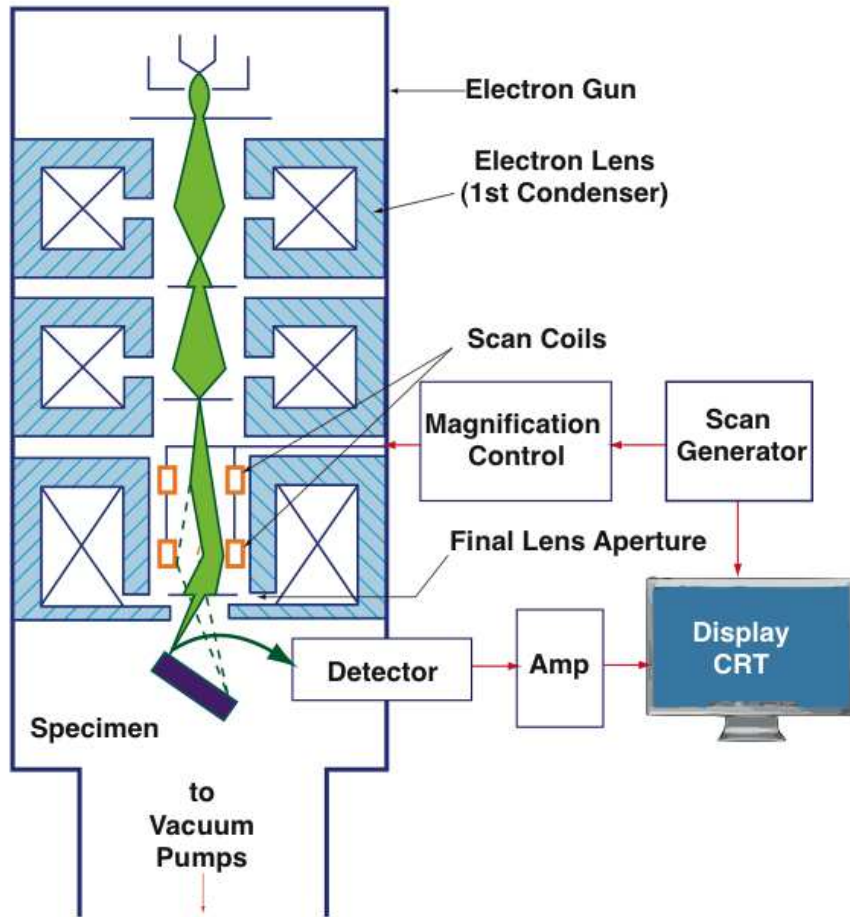 Electron Gun
Electron Lens
(1st Condenser)
Scan Coils
Magnification
Control
Scan
Generator
Final Lens Aperture
Display
CRT
Detector
Amp
Specimen
to
Vacuum
Pumps